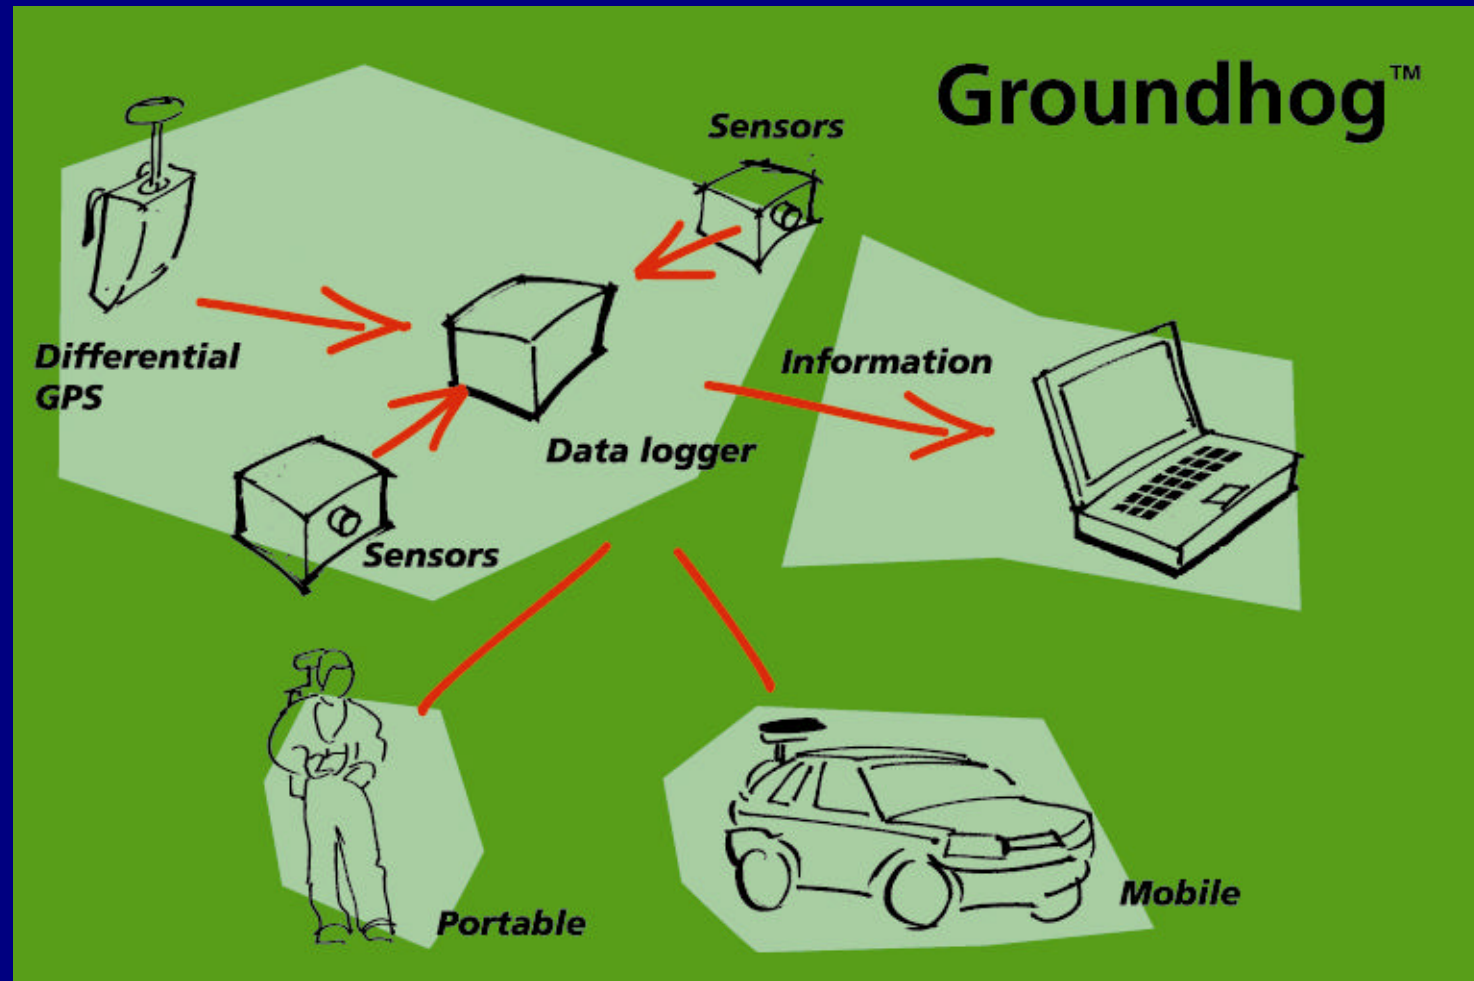 Groundhog™
Sensors
Differential
GPS
Information
Data logger
Sensors
Portable
Mobile